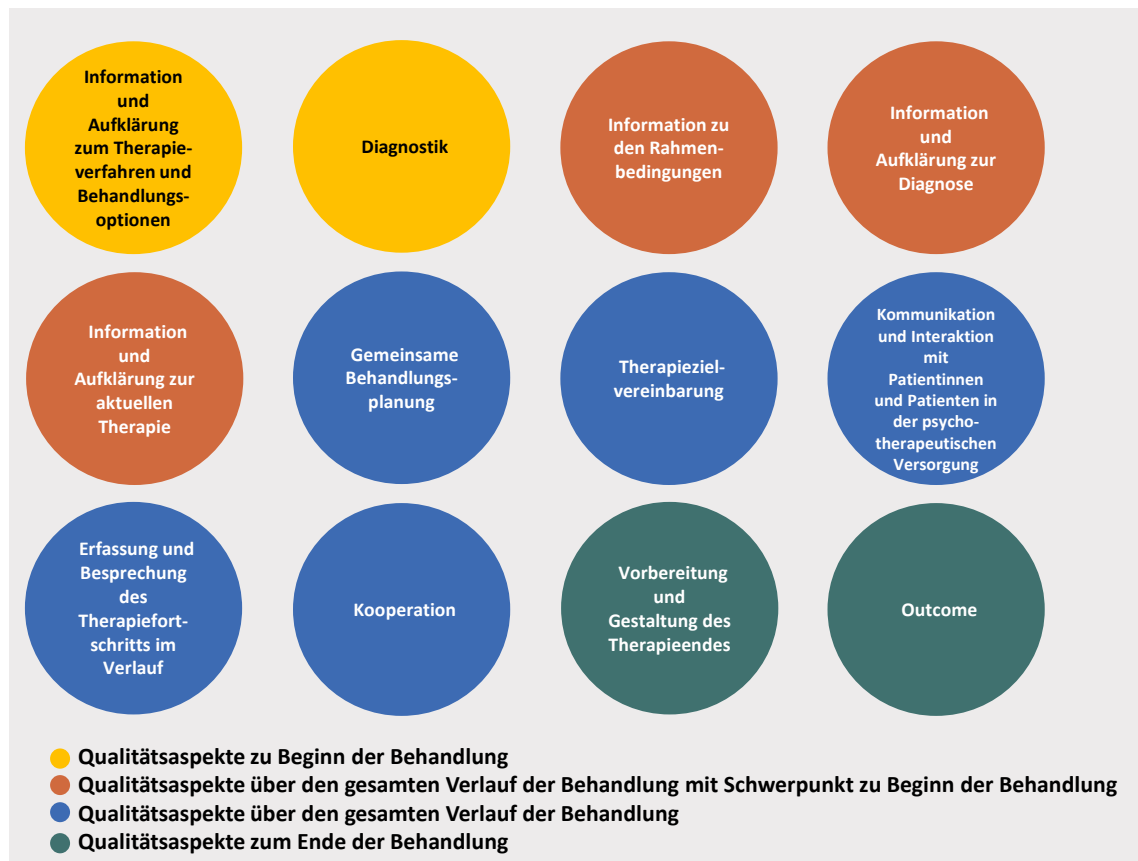 Information
und
Aufklärung
zum Therapie-
verfahren und
Behandlungs-
optionen
Diagnostik
Information zu
den Rahmen-
bedingungen
Information
und
Aufklärung zur
Diagnose
Information
und
Aufklärung zur
aktuellen
Therapie
Gemeinsame
Behandlungs-
planung
Therapieziel-
vereinbarung
Kommunikation
und Interaktion
mit
Patientinnen
und Patienten in
der psycho-
therapeutischen
Versorgung
Erfassung und
Besprechung
des
Therapiefort-
schritts im
Verlauf
Kooperation
Vorbereitung
und
Gestaltung des
Therapieendes
Outcome
Qualitätsaspekte zu Beginn der Behandlung
Qualitätsaspekte über den gesamten Verlauf der Behandlung mit Schwerpunkt zu Beginn der Behandlung
Qualitätsaspekte über den gesamten Verlauf der Behandlung
Qualitätsaspekte zum Ende der Behandlung